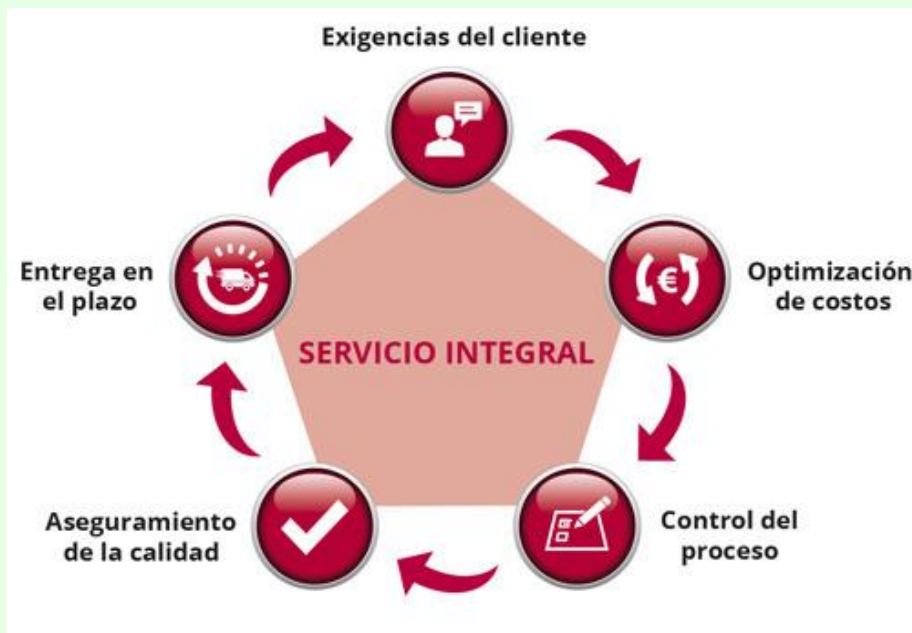 Exigencias del cliente
Optimización
de costos
Control del
proceso
Aseguramiento
de la calidad
Entrega en
el plazo
SERVICIO INTEGRAL
€